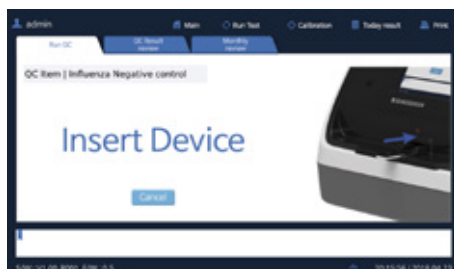 admin
Main
Run Test
Calibration
Today result
Print
Run QC
QC Result
review
Monthly
review
QC Item | Influenza Negative control
Insert Device
Cancel